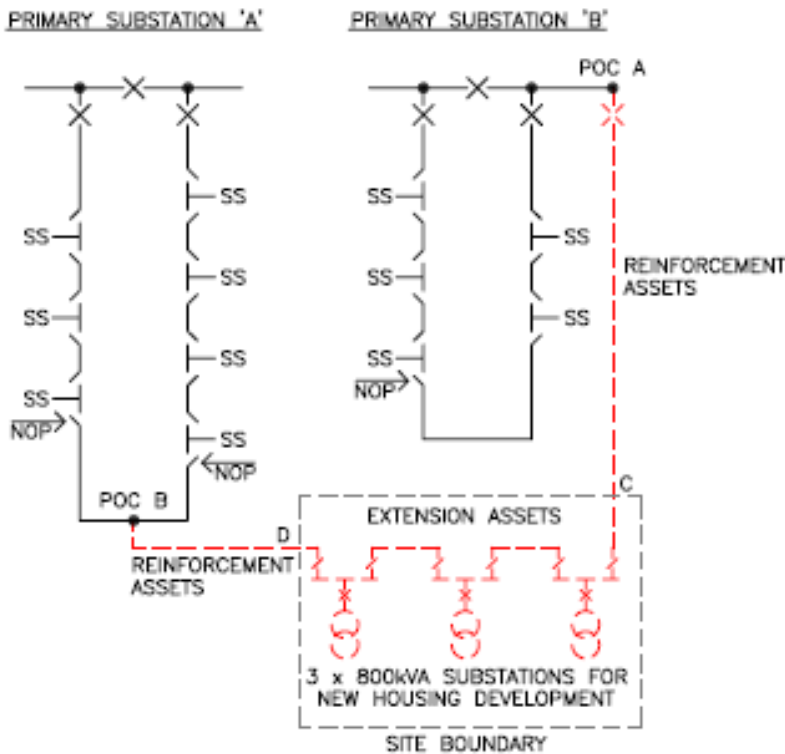 PRIMARY SUBSTATION 'A'
PRIMARY SUBSTATION 'B'
POC A
SS
SS
SS
SS
SS
SS
SS
NOP
NOP
POC B
SS
SS
SS
SS
SS
NOP
REINFORCEMENT
ASSETS
C
D
EXTENSION ASSETS
REINFORCEMENT
ASSETS
3 x 800kVA SUBSTATIONS FOR
NEW HOUSING DEVELOPMENT
SITE BOUNDARY